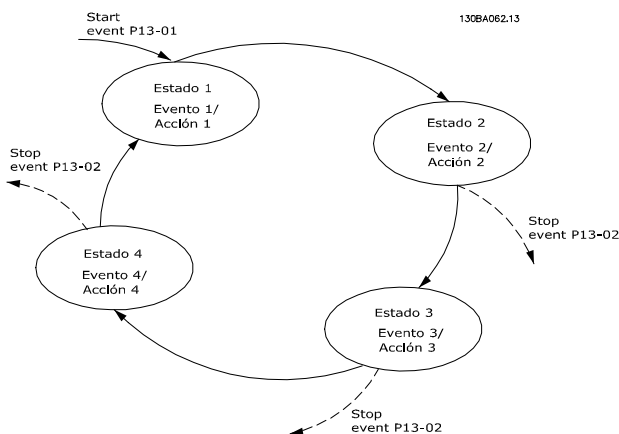 Start
event P13-01
130BA062.13
Estado 1
Evento 1/
Acción 1
Estado 2
Evento 2/
Acción 2
Stop
event P13-02
Stop
event P13-02
Estado 4
Evento 4/
Acción 4
Estado 3
Evento 3/
Acción 3
Stop
event P13-02